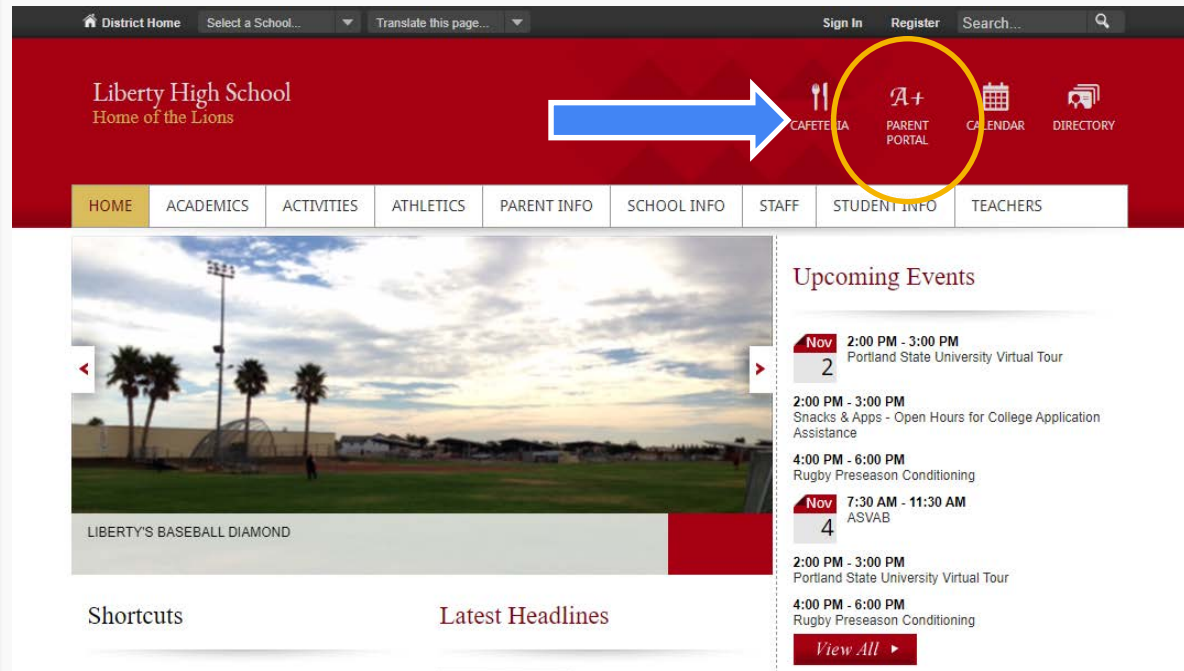 District Home Select a School... Translate this page... Sign In Register Search...
Liberty High School
Home of the Lions
A+
CAFETERIA PARENT PORTAL CALENDAR DIRECTORY
HOME ACADEMICS ACTIVITIES ATHLETICS PARENT INFO SCHOOL INFO STAFF STUDENT INFO TEACHERS
LIBERTY'S BASEBALL DIAMOND
Shortcuts
Latest Headlines
Upcoming Events
Nov 2
2:00 PM - 3:00 PM
Portland State University Virtual Tour
2:00 PM - 3:00 PM
Snacks & Apps - Open Hours for College Application
Assistance
4:00 PM - 6:00 PM
Rugby Preseason Conditioning
Nov 4
7:30 AM - 11:30 AM
ASVAB
2:00 PM - 3:00 PM
Portland State University Virtual Tour
4:00 PM - 6:00 PM
Rugby Preseason Conditioning
View All